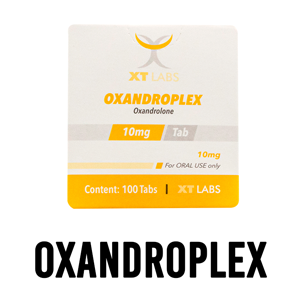 XT LABS
OXANDROPLEX
Oxandrolone
10mg Tab
10mg
For ORAL USE only
Content: 100 Tabs | XT LABS
OXANDROPLEX